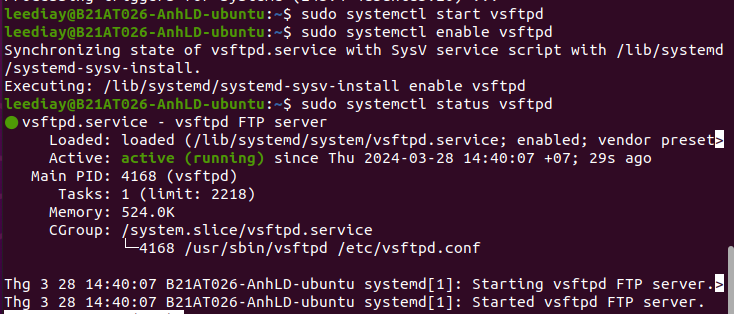 leediay@B21AT026-AnhLD-ubuntu:~$ sudo systemctl start vsftpd
leediay@B21AT026-AnhLD-ubuntu:~$ sudo systemctl enable vsftpd
Synchronizing state of vsftpd.service with SysV service script with /lib/systemd
/systemd-sysv-install.
Executing: /lib/systemd/systemd-sysv-install enable vsftpd
leediay@B21AT026-AnhLD-ubuntu:~$ sudo systemctl status vsftpd
● vsftpd.service - vsftpd FTP server
     Loaded: loaded (/lib/systemd/system/vsftpd.service; enabled; vendor preset>
     Active: active (running) since Thu 2024-03-28 14:40:07 +07; 29s ago
   Main PID: 4168 (vsftpd)
      Tasks: 1 (limit: 2218)
     Memory: 524.0K
     CGroup: /system.slice/vsftpd.service
             └─4168 /usr/sbin/vsftpd /etc/vsftpd.conf
Thg 3 28 14:40:07 B21AT026-AnhLD-ubuntu systemd[1]: Starting vsftpd FTP server.>
Thg 3 28 14:40:07 B21AT026-AnhLD-ubuntu systemd[1]: Started vsftpd FTP server.